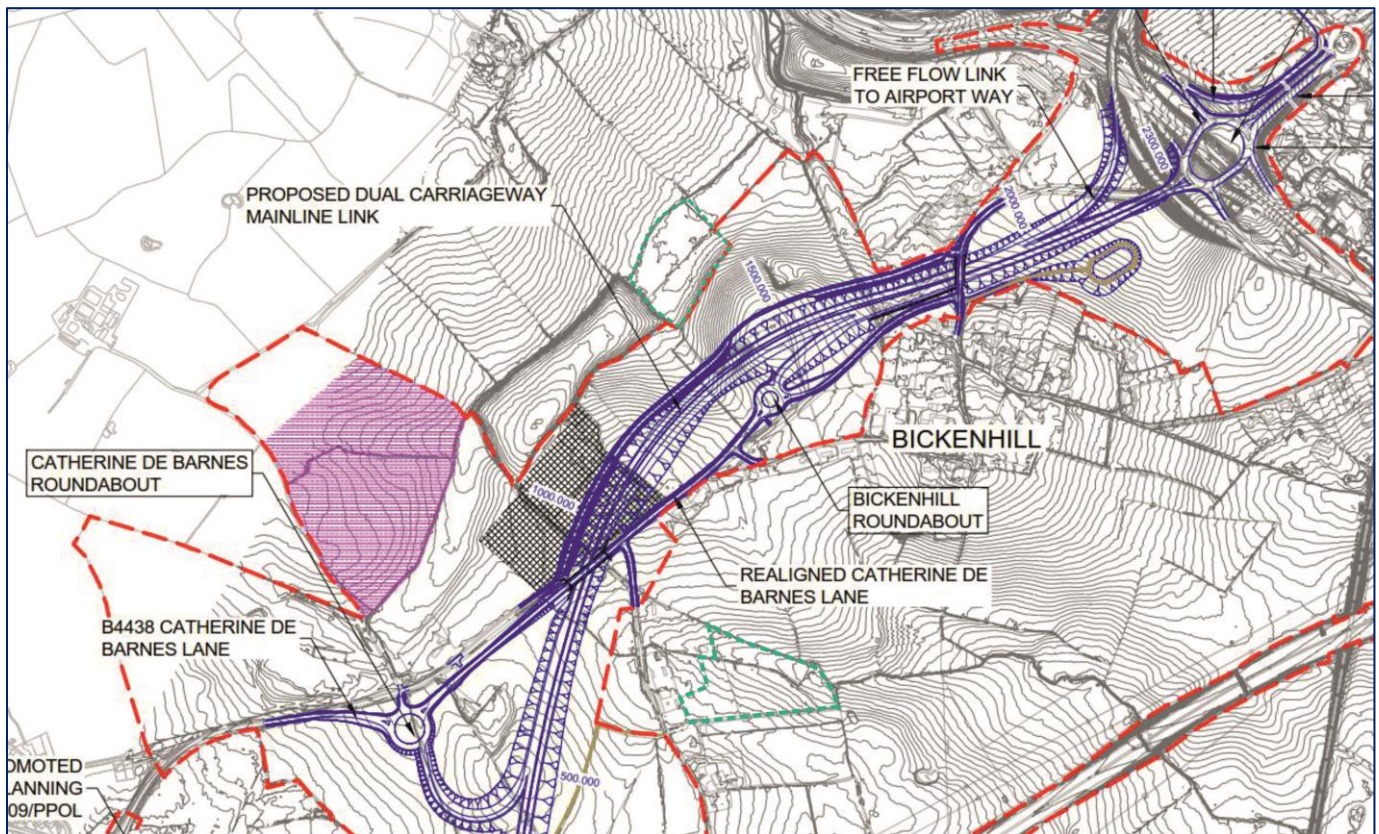 FREE FLOW LINK
TO AIRPORT WAY
2300.000
PROPOSED DUAL CARRIAGEWAY
MAINLINE LINK
2000.000
1500.000
CATHERINE DE BARNES
ROUNDABOUT
BICKENHILL
1000.000
BICKENHILL
ROUNDABOUT
REALIGNED CATHERINE DE
BARNES LANE
B4438 CATHERINE DE
BARNES LANE
500.000
OMOTED
LANNING
09/PPOL